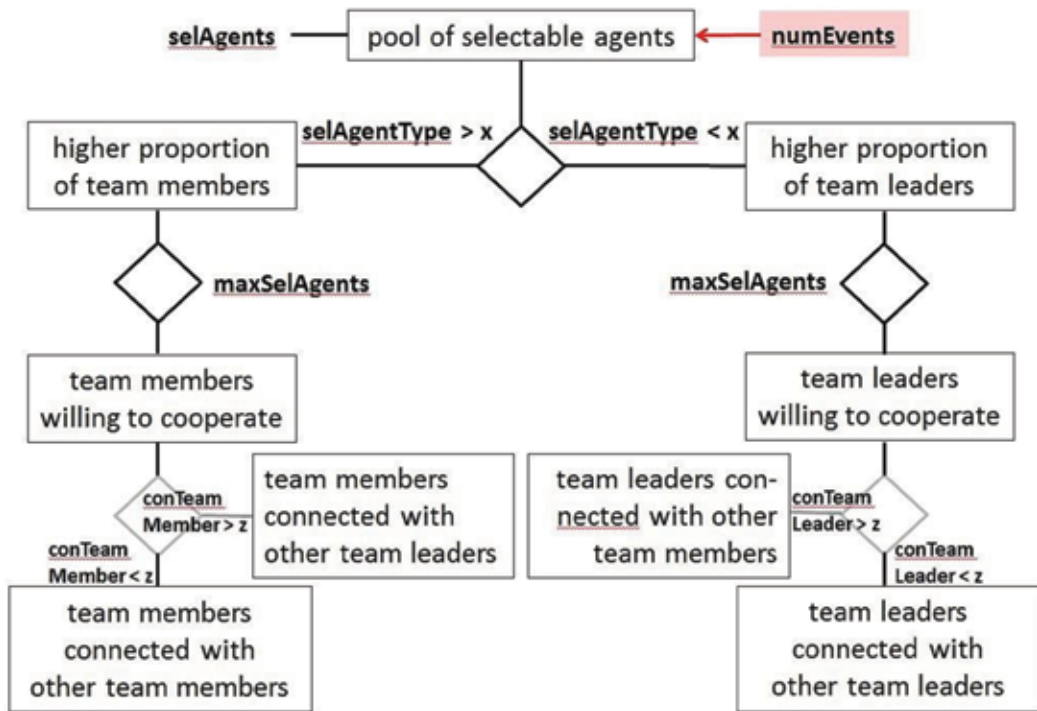 selAgents
pool of selectable agents
numEvents
selAgentType > x
selAgentType < x
higher proportion
of team members
higher proportion
of team leaders
maxSelAgents
maxSelAgents
team members
willing to cooperate
team leaders
willing to cooperate
conTeam
Member > z
team members
connected with
other team leaders
team leaders con-
nected with other
team members
conTeam
Leader > z
conTeam
Member < z
conTeam
Leader < z
team members
connected with
other team members
team leaders
connected with
other team leaders